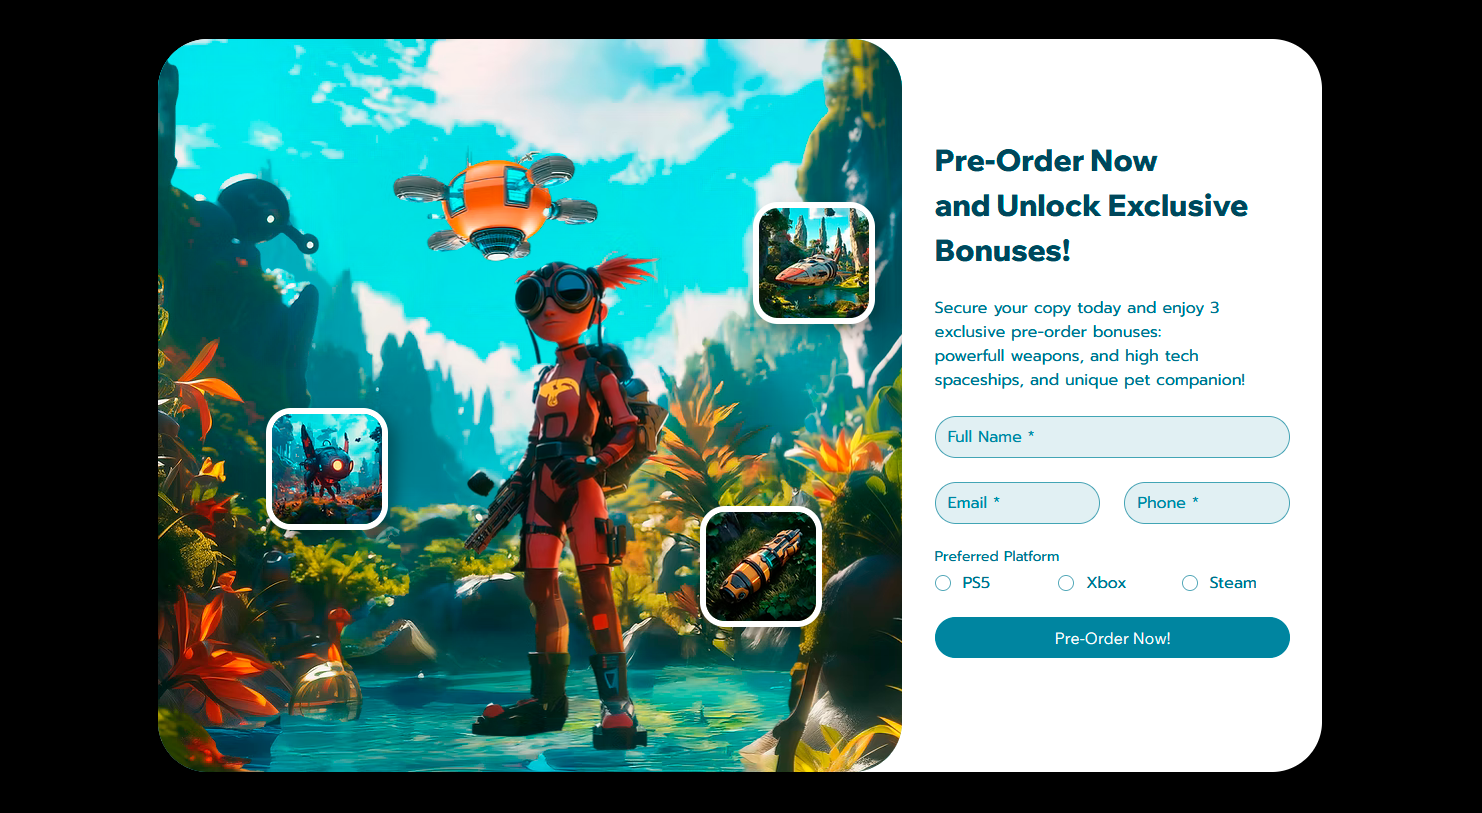 Pre-Order Now
and Unlock Exclusive
Bonuses!
Secure your copy today and enjoy 3
exclusive pre-order bonuses:
powerfull weapons, and high tech
spaceships, and unique pet companion!
Full Name *
Email *
Phone *
Preferred Platform
PS5
Xbox
Steam
Pre-Order Now!